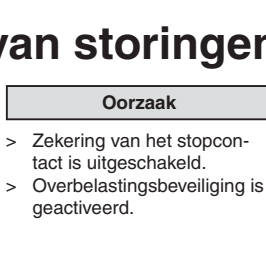 van storingen
Oorzaak
> Zekering van het stopcon-
tact is uitgeschakeld.
> Overbelastingsbeveiliging is
geactiveerd.